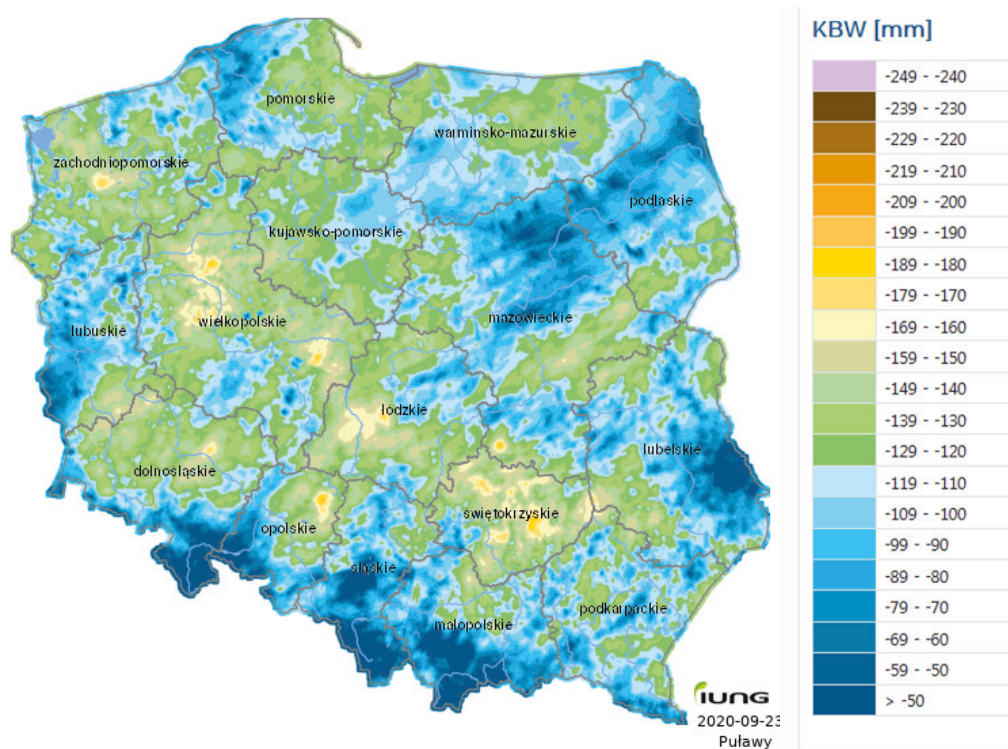 KBW [mm]
-249 - -240
-239 - -230
-229 - -220
-219 - -210
-209 - -200
-199 - -190
-189 - -180
-179 - -170
-169 - -160
-159 - -150
-149 - -140
-139 - -130
-129 - -120
-119 - -110
-109 - -100
-99 - -90
-89 - -80
-79 - -70
-69 - -60
-59 - -50
> -50
pomorskie
warmińsko-mazurskie
zachodniopomorskie
podlaskie
kujawsko-pomorskie
mazowieckie
wielkopolskie
lubuskie
łódzkie
lubelskie
dolnośląskie
opolskie
świętokrzyskie
śląskie
podkarpackie
małopolskie
IUNG
2020-09-23
Puławy